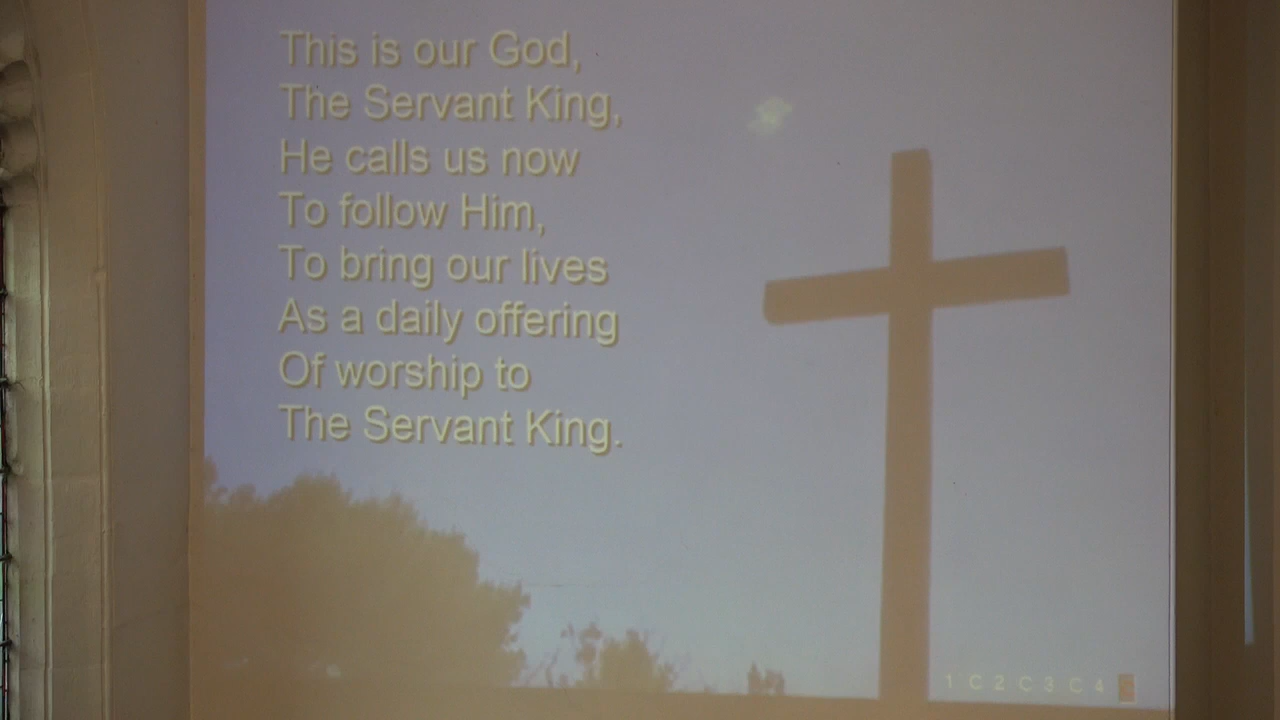 This is our God,
The Servant King,
He calls us now
To follow Him,
To bring our lives
As a daily offering
Of worship to
The Servant King.
1 C 2 C 3 C 4